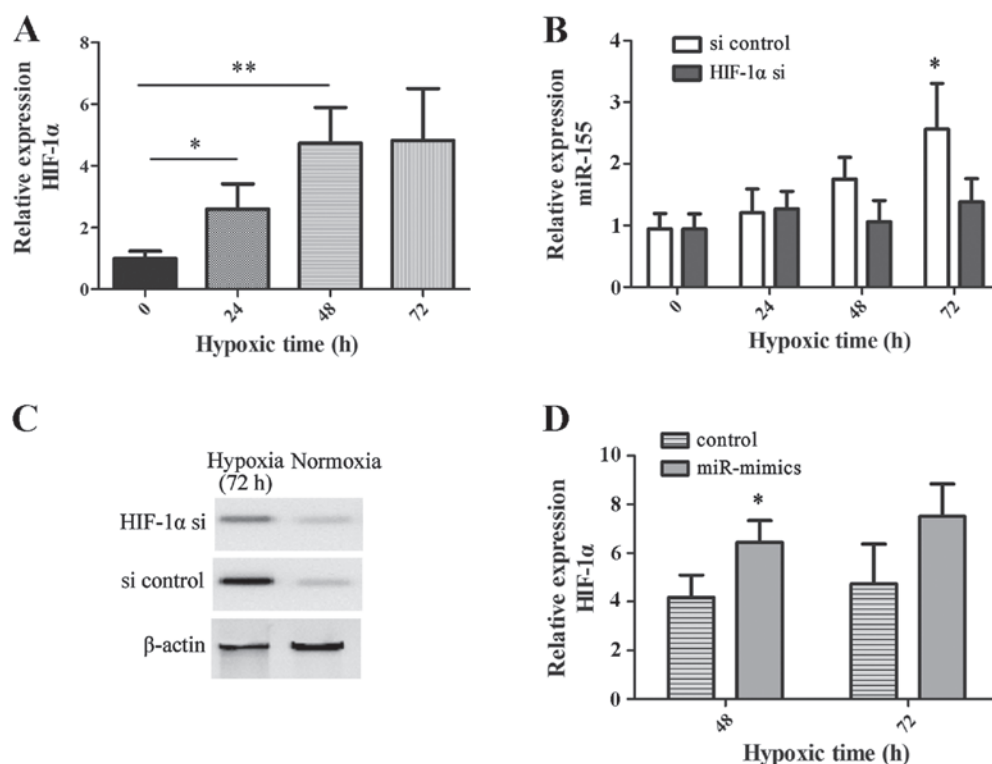 A
Relative expression
HIF-1α
8
6
4
2
0
*
**
0
24
48
72
Hypoxic time (h)
B
si control
HIF-1α si
Relative expression
miR-155
4
3
2
1
0
*
0
24
48
72
Hypoxic time (h)
C
Hypoxia Normoxia
(72 h)
HIF-1α si
si control
β-actin
D
control
miR-mimics
Relative expression
HIF-1α
10
8
6
4
2
0
*
48
72
Hypoxic time (h)